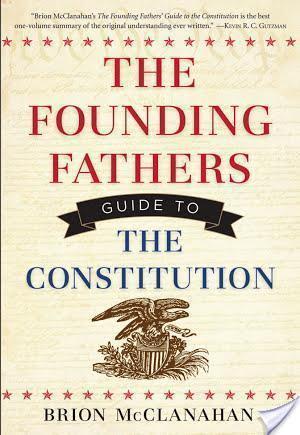 "Brion McClanahan's The Founding Fathers' Guide to the Constitution is the best
one-volume summary of the original understanding ever written." —Kevin R. C. Gutzman
THE
FOUNDING
FATHERS
GUIDE TO
THE
CONSTITUTION
BRION McCLANAHAN